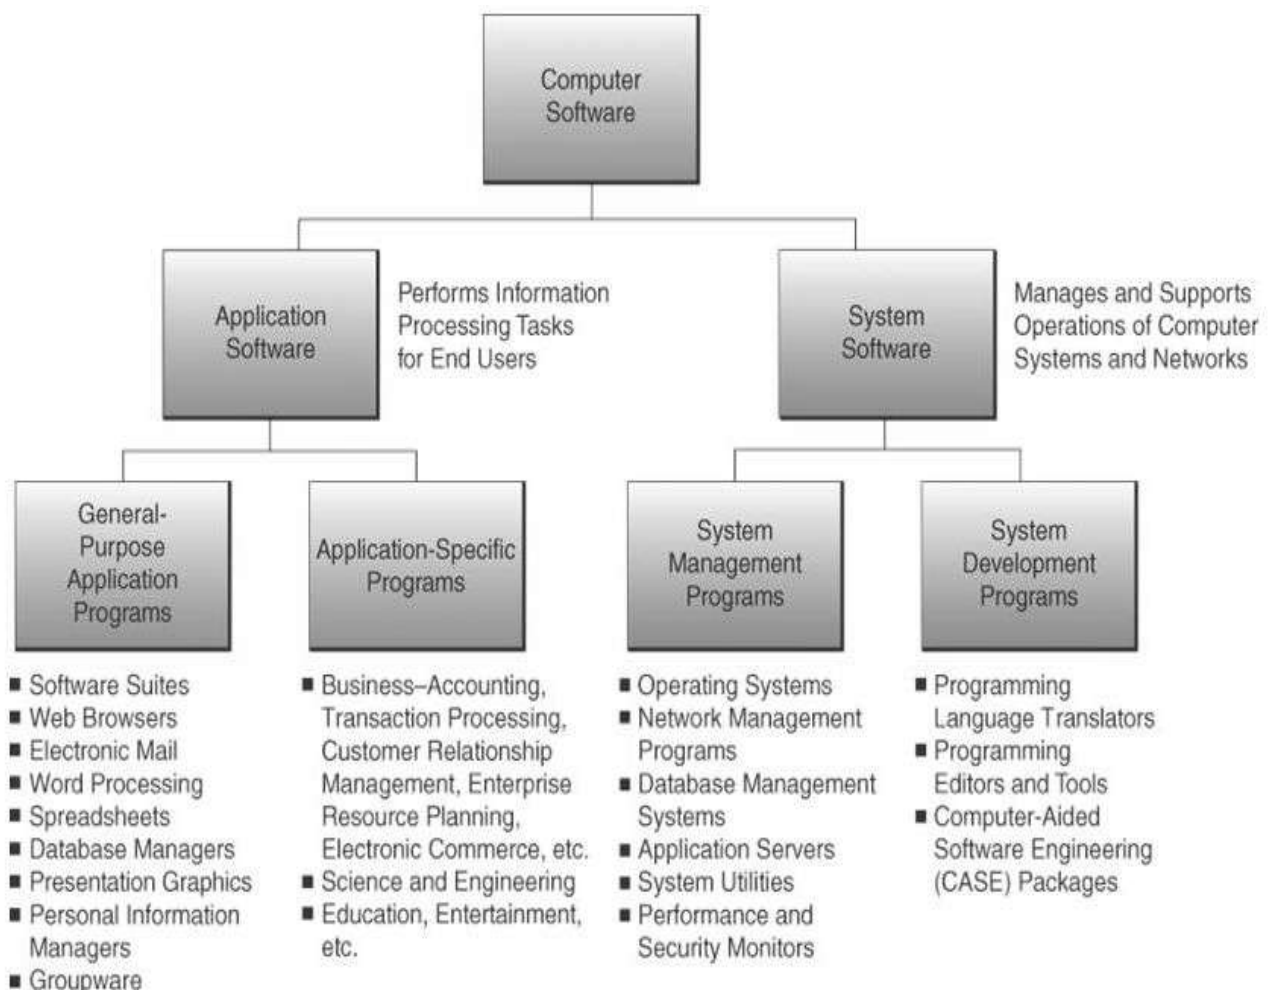 Computer
Software
Application
Software
Performs Information
Processing Tasks
for End Users
System
Software
Manages and Supports
Operations of Computer
Systems and Networks
General-
Purpose
Application
Programs
Application-Specific
Programs
System
Management
Programs
System
Development
Programs
■ Software Suites
■ Web Browsers
■ Electronic Mail
■ Word Processing
■ Spreadsheets
■ Database Managers
■ Presentation Graphics
■ Personal Information
Managers
■ Groupware
■ Business–Accounting,
Transaction Processing,
Customer Relationship
Management, Enterprise
Resource Planning,
Electronic Commerce, etc.
■ Science and Engineering
■ Education, Entertainment,
etc.
■ Operating Systems
■ Network Management
Programs
■ Database Management
Systems
■ Application Servers
■ System Utilities
■ Performance and
Security Monitors
■ Programming
Language Translators
■ Programming
Editors and Tools
■ Computer-Aided
Software Engineering
(CASE) Packages